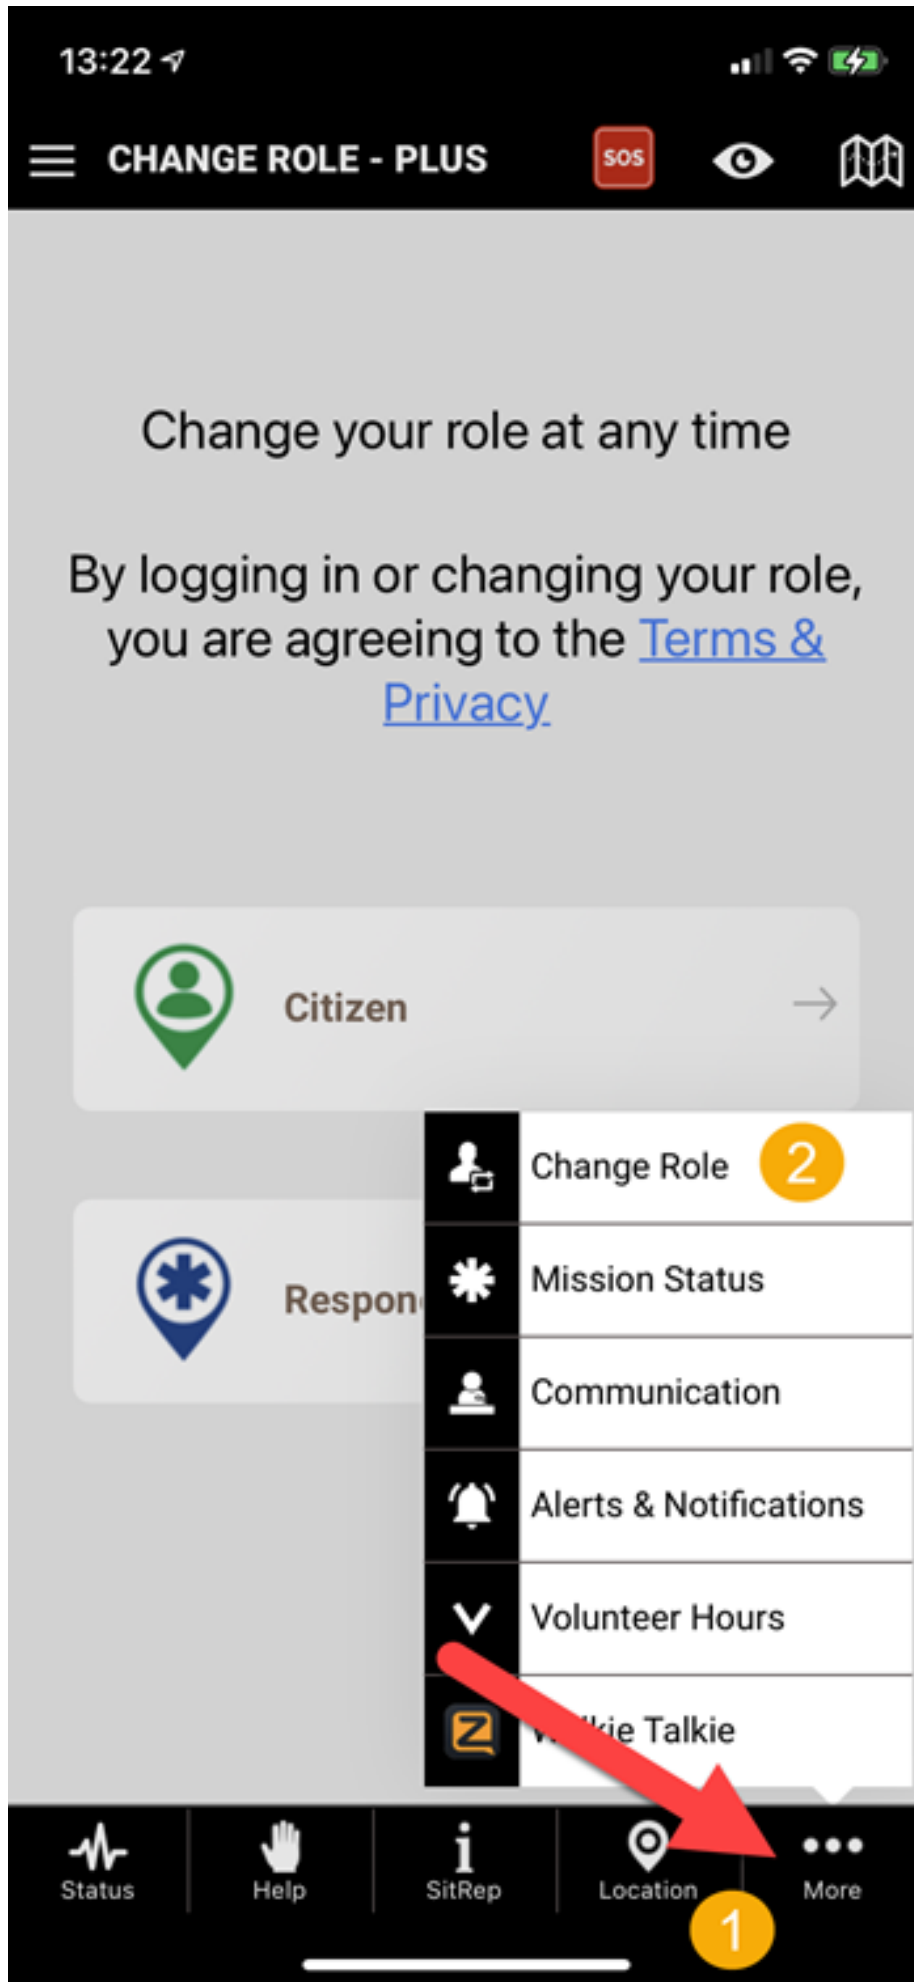 13:22
CHANGE ROLE - PLUS
SOS
Change your role at any time
By logging in or changing your role,
you are agreeing to the Terms &
Privacy
Citizen
Change Role
2
Mission Status
Respon
Communication
Alerts & Notifications
Volunteer Hours
Z
Talkie
Status
Help
SitRep
Location
More
1